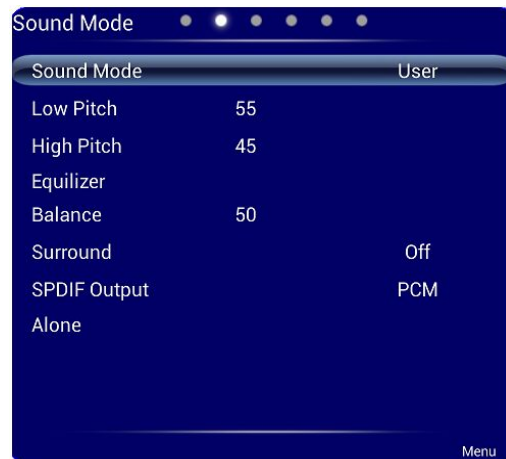 Sound Mode
Sound Mode User
Low Pitch 55
High Pitch 45
Equilizer
Balance 50
Surround Off
SPDIF Output PCM
Alone
Menu